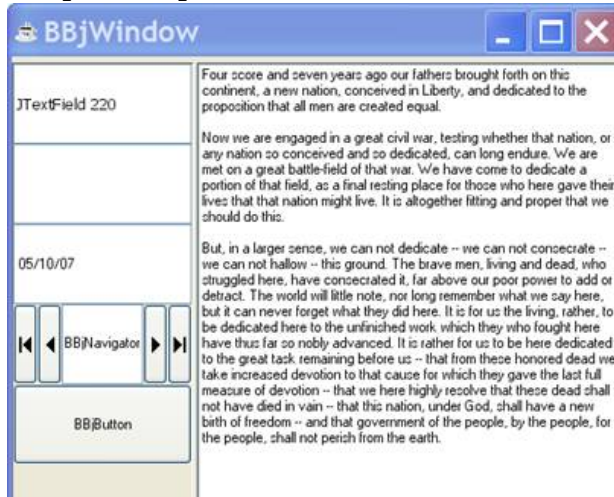 BBjWindow
JTextField 220
05/10/07
BBjNavigator
BBjButton
Four score and seven years ago our fathers brought forth on this
continent, a new nation, conceived in Liberty, and dedicated to the
proposition that all men are created equal.
Now we are engaged in a great civil war, testing whether that nation, or
any nation so conceived and so dedicated, can long endure. We are
met on a great battle-field of that war. We have come to dedicate a
portion of that field, as a final resting place for those who here gave their
lives that that nation might live. It is altogether fitting and proper that we
should do this.
But, in a larger sense, we can not dedicate -- we can not consecrate --
we can not hallow -- this ground. The brave men, living and dead, who
struggled here, have consecrated it, far above our poor power to add or
detract. The world will little note, nor long remember what we say here,
but it can never forget what they did here. It is for us the living, rather, to
be dedicated here to the unfinished work which they who fought here
have thus far so nobly advanced. It is rather for us to be here dedicated
to the great task remaining before us -- that from these honored dead we
take increased devotion to that cause for which they gave the last full
measure of devotion -- that we here highly resolve that these dead shall
not have died in vain -- that this nation, under God, shall have a new
birth of freedom -- and that government of the people, by the people, for
the people, shall not perish from the earth.